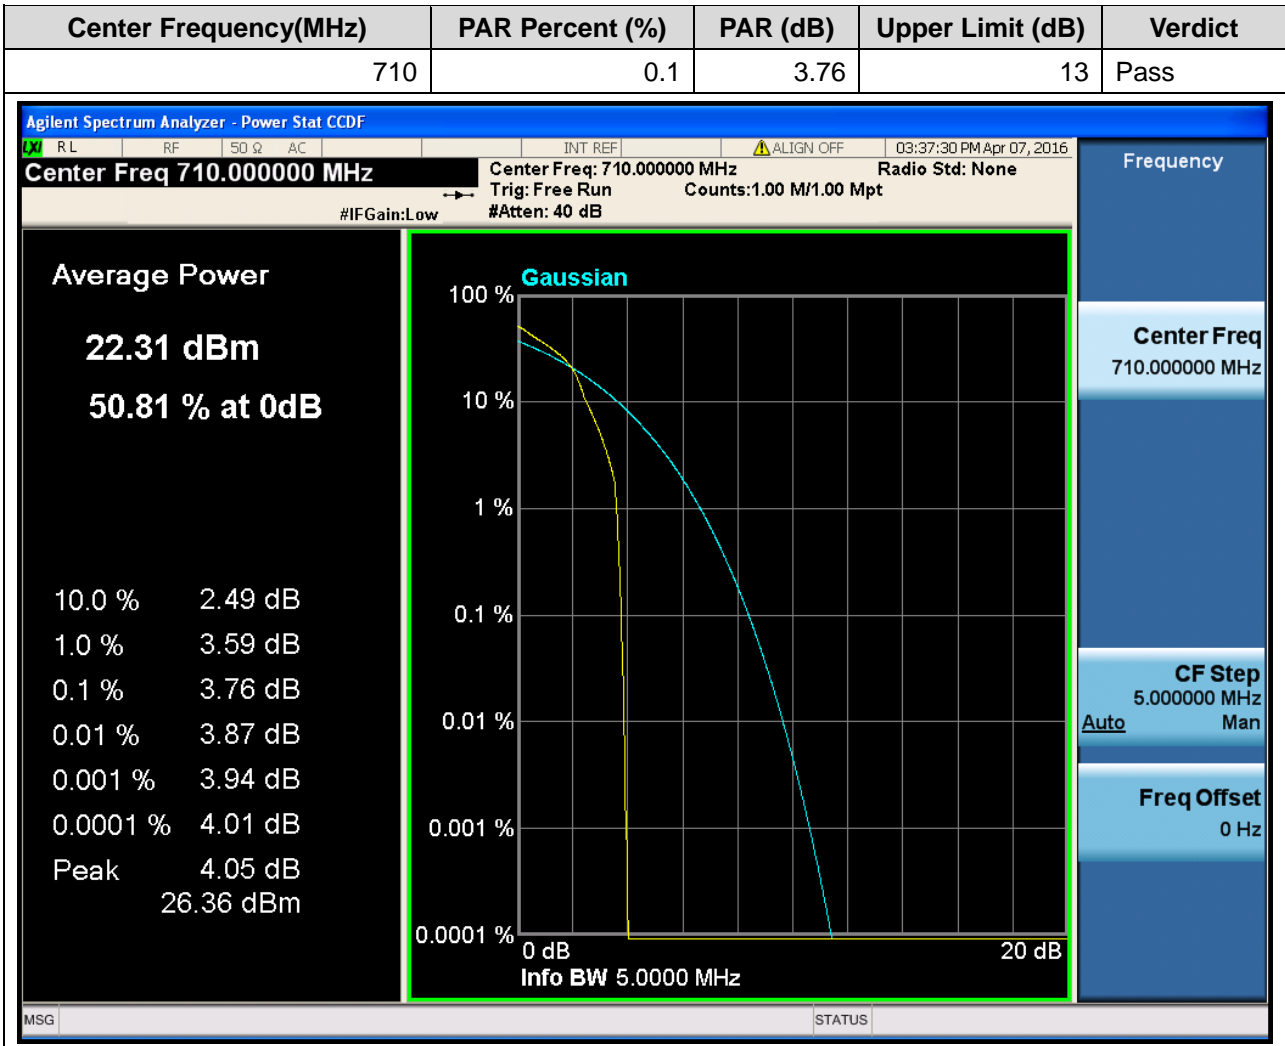 Center Frequency(MHz) PAR Percent (%) PAR (dB) Upper Limit (dB) Verdict
710 0.1 3.76 13 Pass
Agilent Spectrum Analyzer - Power Stat CCDF
LXI RL RF 50 Ω AC INT REF ALIGN OFF 03:37:30 PM Apr 07, 2016
Center Freq 710.000000 MHz
Center Freq: 710.000000 MHz Radio Std: None
Trig: Free Run Counts:1.00 M/1.00 Mpt
#IFGain:Low #Atten: 40 dB
Frequency
Average Power
22.31 dBm
50.81 % at 0dB
10.0 % 2.49 dB
1.0 % 3.59 dB
0.1 % 3.76 dB
0.01 % 3.87 dB
0.001 % 3.94 dB
0.0001 % 4.01 dB
Peak 4.05 dB
26.36 dBm
Gaussian
100 %
10 %
1 %
0.1 %
0.01 %
0.001 %
0.0001 %
0 dB 20 dB
Info BW 5.0000 MHz
Center Freq
710.000000 MHz
CF Step
5.000000 MHz
Auto Man
Freq Offset
0 Hz
MSG STATUS